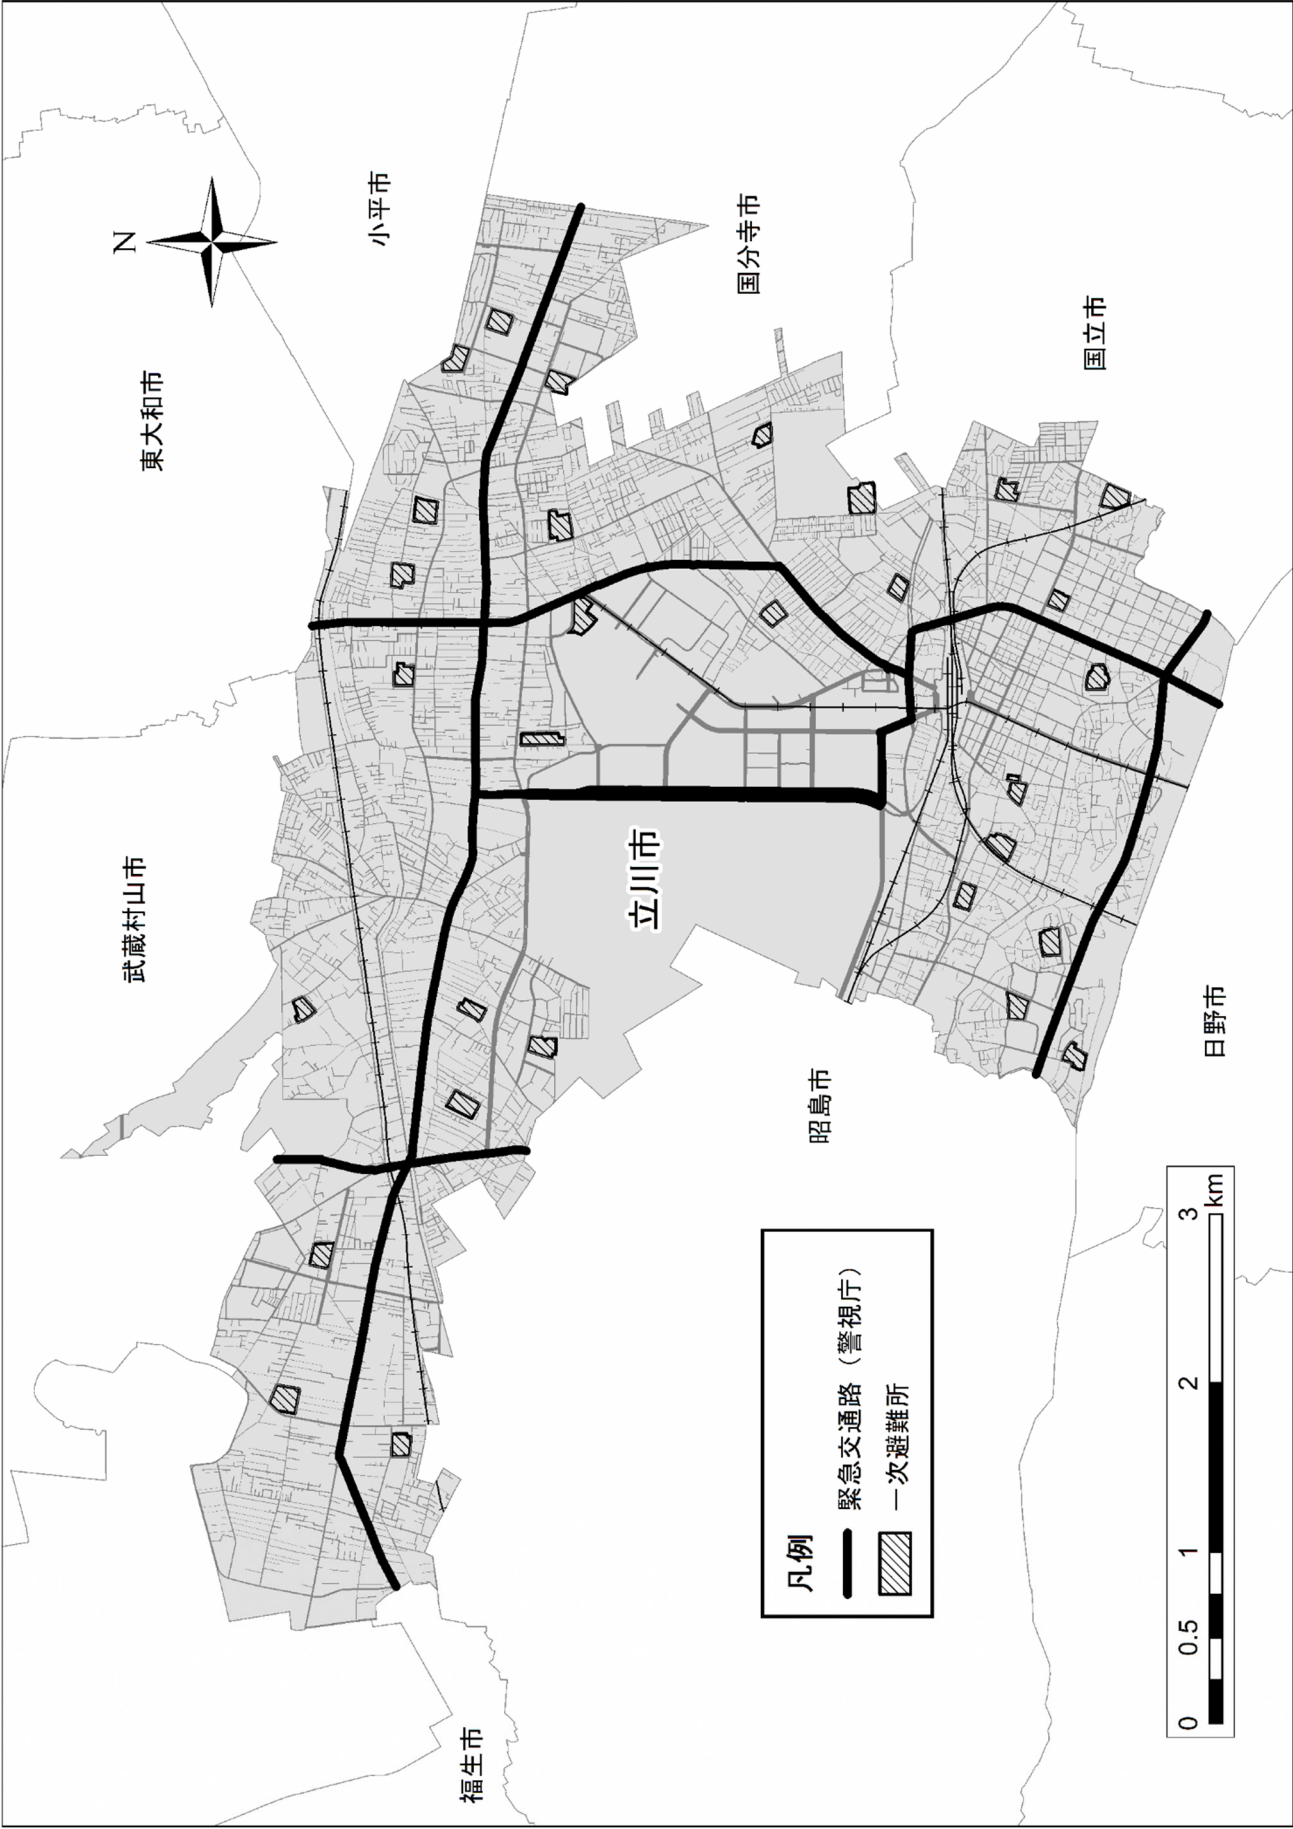 N
東大和市
小平市
武蔵村山市
国分寺市
国立市
立川市
昭島市
日野市
福生市
凡例
緊急交通路（警視庁）
一次避難所
0 0.5 1 2 3
km